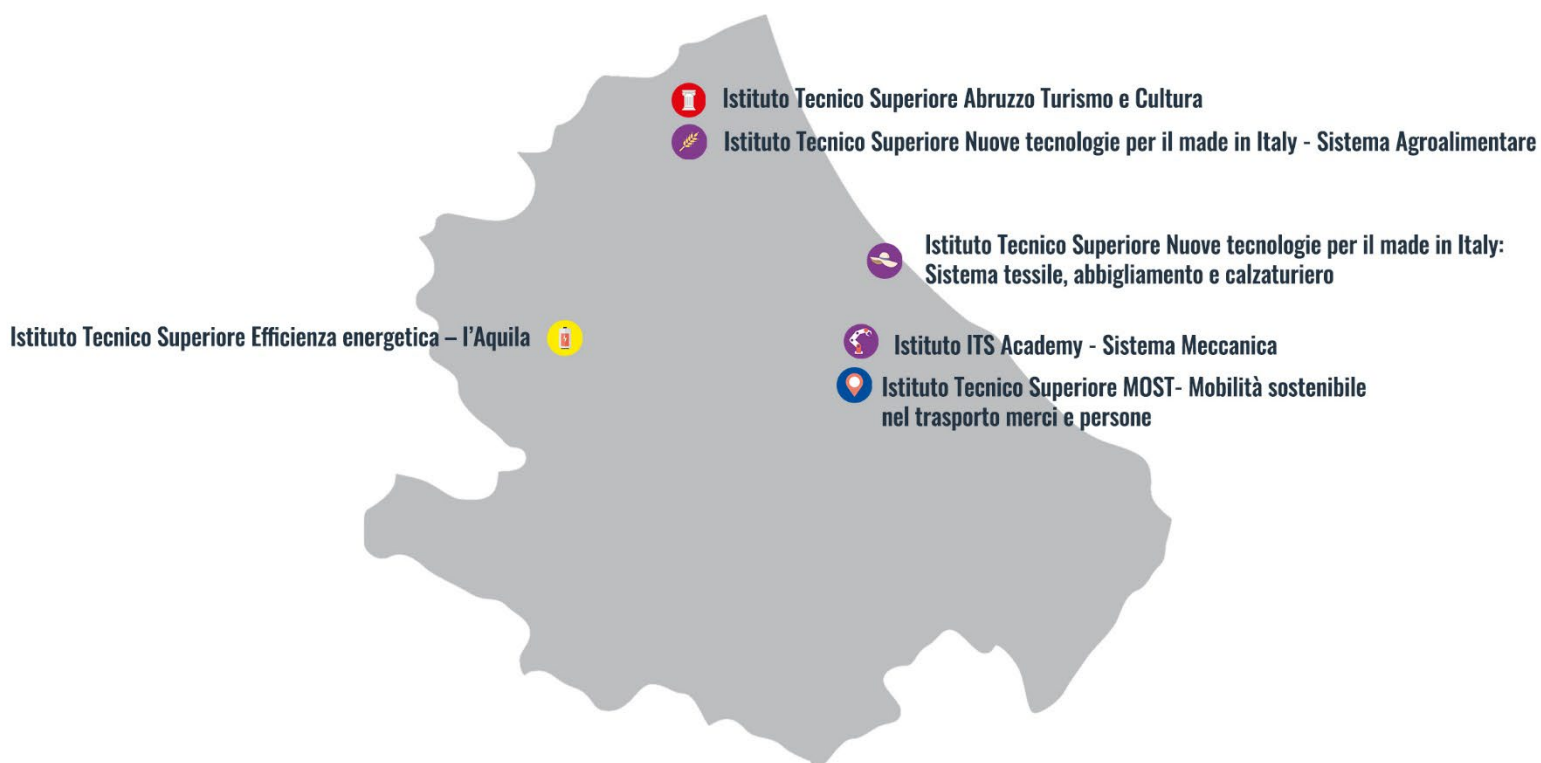 Istituto Tecnico Superiore Abruzzo Turismo e Cultura
Istituto Tecnico Superiore Nuove tecnologie per il made in Italy - Sistema Agroalimentare
Istituto Tecnico Superiore Nuove tecnologie per il made in Italy:
Sistema tessile, abbigliamento e calzaturiero
Istituto Tecnico Superiore Efficienza energetica – l’Aquila
Istituto ITS Academy - Sistema Meccanica
Istituto Tecnico Superiore MOST- Mobilità sostenibile
nel trasporto merci e persone